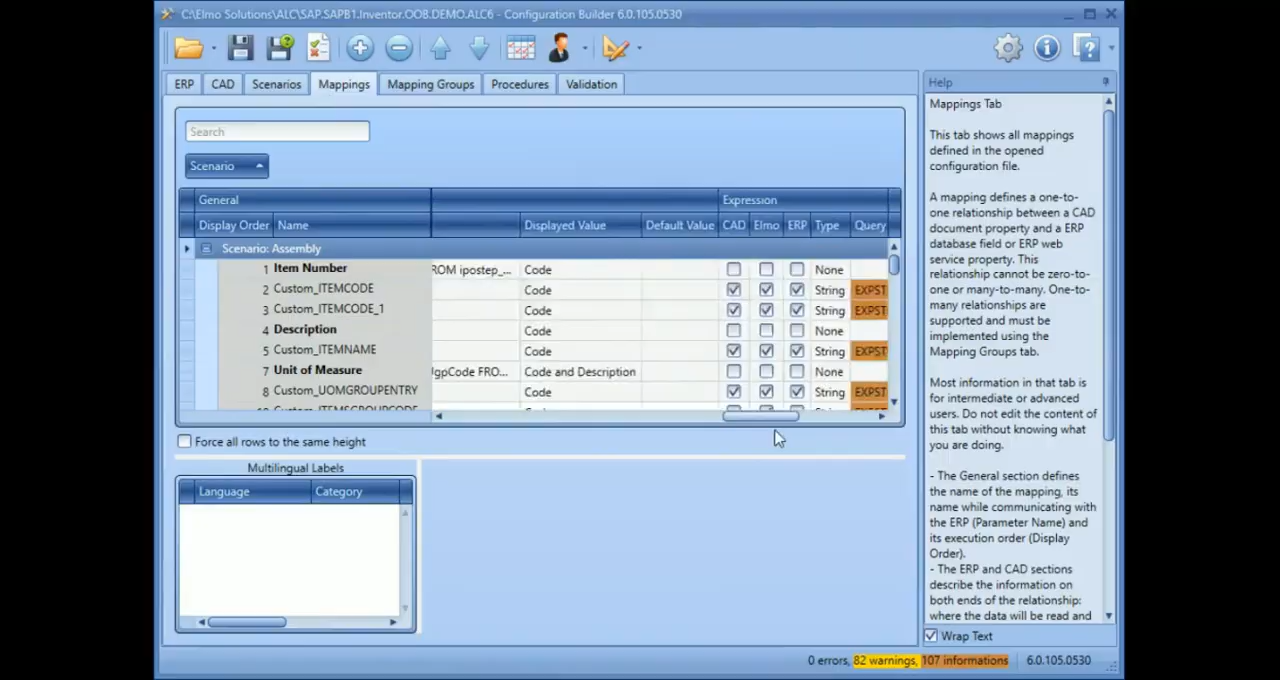 C:\Elmo Solutions\ALC\SAP.SAPB1.Inventor.OOB.DEMO.ALC6 - Configuration Builder 6.0.105.0530
ERP CAD Scenarios Mappings Mapping Groups Procedures Validation
Search
Scenario
General Expression
Display Order Name Displayed Value Default Value CAD Elmo ERP Type Query
Scenario: Assembly
1 Item Number ROM ipostep_... Code None
2 Custom_ITEMCODE Code String EXPST
3 Custom_ITEMCODE_1 Code String EXPST
4 Description Code None
5 Custom_ITEMNAME Code String EXPST
7 Unit of Measure JgpCode FRO... Code and Description None
8 Custom_UOMGROUPENTRY Code String EXPST
Force all rows to the same height
Multilingual Labels
Language Category
Help
Mappings Tab
This tab shows all mappings
defined in the opened
configuration file.
A mapping defines a one-to-
one relationship between a CAD
document property and a ERP
database field or ERP web
service property. This
relationship cannot be zero-to-
one or many-to-many. One-to-
many relationships are
supported and must be
implemented using the
Mapping Groups tab.
Most information in that tab is
for intermediate or advanced
users. Do not edit the content of
this tab without knowing what
you are doing.
- The General section defines
the name of the mapping, its
name while communicating with
the ERP (Parameter Name) and
its execution order (Display
Order).
- The ERP and CAD sections
describe the information on
both ends of the relationship:
where the data will be read and
Wrap Text
0 errors, 82 warnings, 107 informations 6.0.105.0530